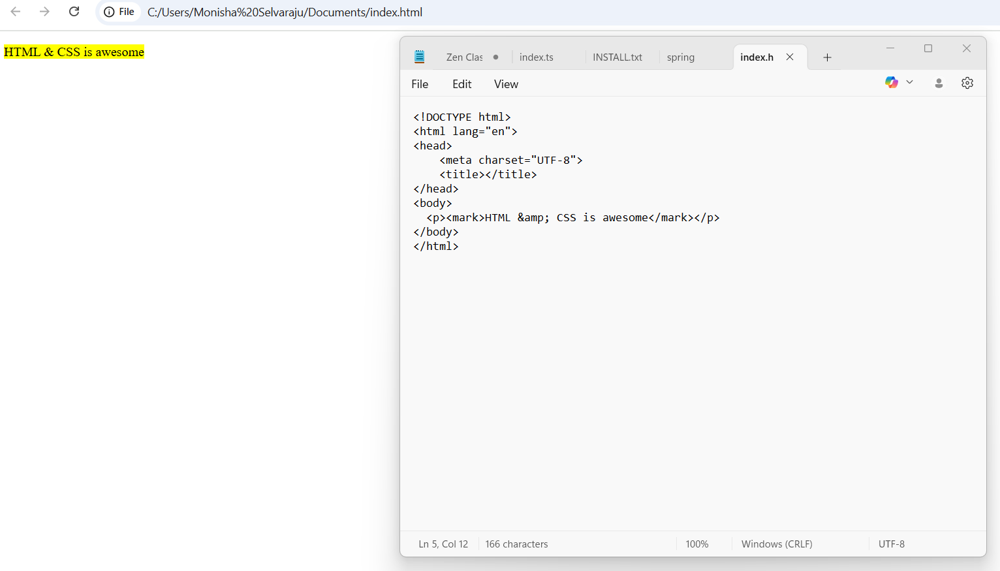 File C:/Users/Monisha%20Selvaraju/Documents/index.html
HTML & CSS is awesome
Zen Clas index.ts INSTALL.txt spring index.h
File Edit View
<!DOCTYPE html>
<html lang="en">
<head>
    <meta charset="UTF-8">
    <title></title>
</head>
<body>
  <p><mark>HTML &amp; CSS is awesome</mark></p>
</body>
</html>
Ln 5, Col 12 166 characters 100% Windows (CRLF) UTF-8